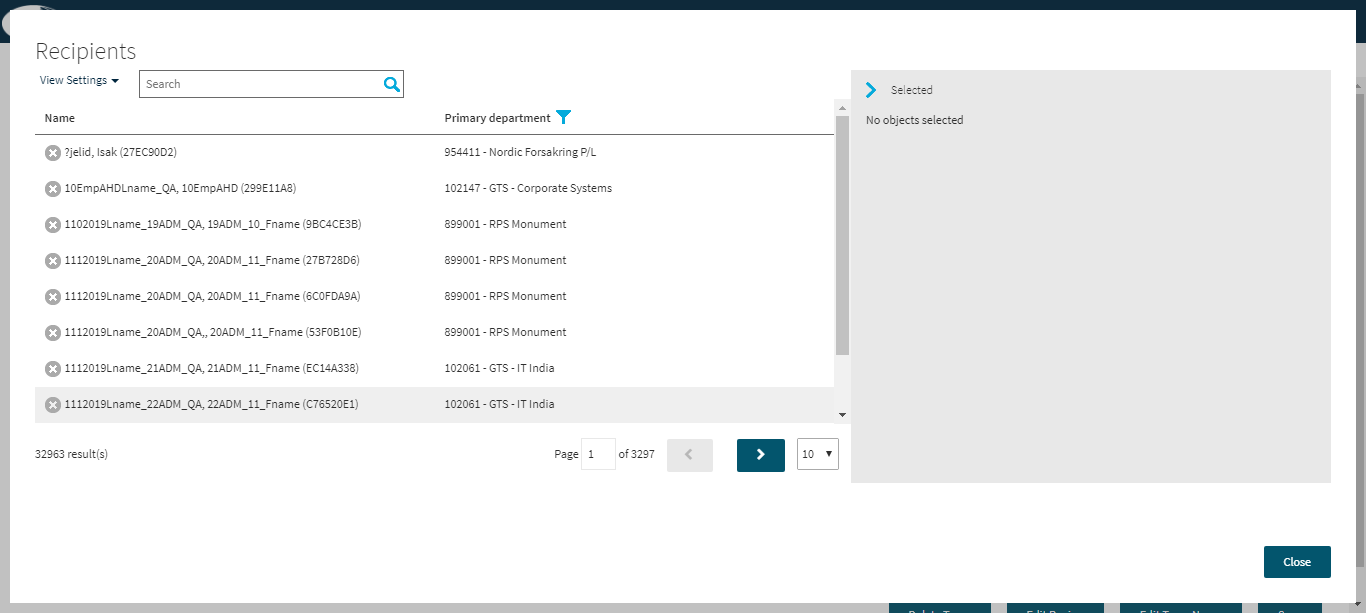 Recipients
View Settings
Search
Selected
No objects selected
Name Primary department
?jelid, Isak (27EC90D2) 954411 - Nordic Forsakring P/L
10EmpAHDLname_QA, 10EmpAHD (299E11A8) 102147 - GTS - Corporate Systems
1102019Lname_19ADM_QA, 19ADM_10_Fname (9BC4CE3B) 899001 - RPS Monument
1112019Lname_20ADM_QA, 20ADM_11_Fname (27B728D6) 899001 - RPS Monument
1112019Lname_20ADM_QA, 20ADM_11_Fname (6C0FDA9A) 899001 - RPS Monument
1112019Lname_20ADM_QA,, 20ADM_11_Fname (53F0B10E) 899001 - RPS Monument
1112019Lname_21ADM_QA, 21ADM_11_Fname (EC14A338) 102061 - GTS - IT India
1112019Lname_22ADM_QA, 22ADM_11_Fname (C76520E1) 102061 - GTS - IT India
32963 result(s) Page 1 of 3297 10
Close